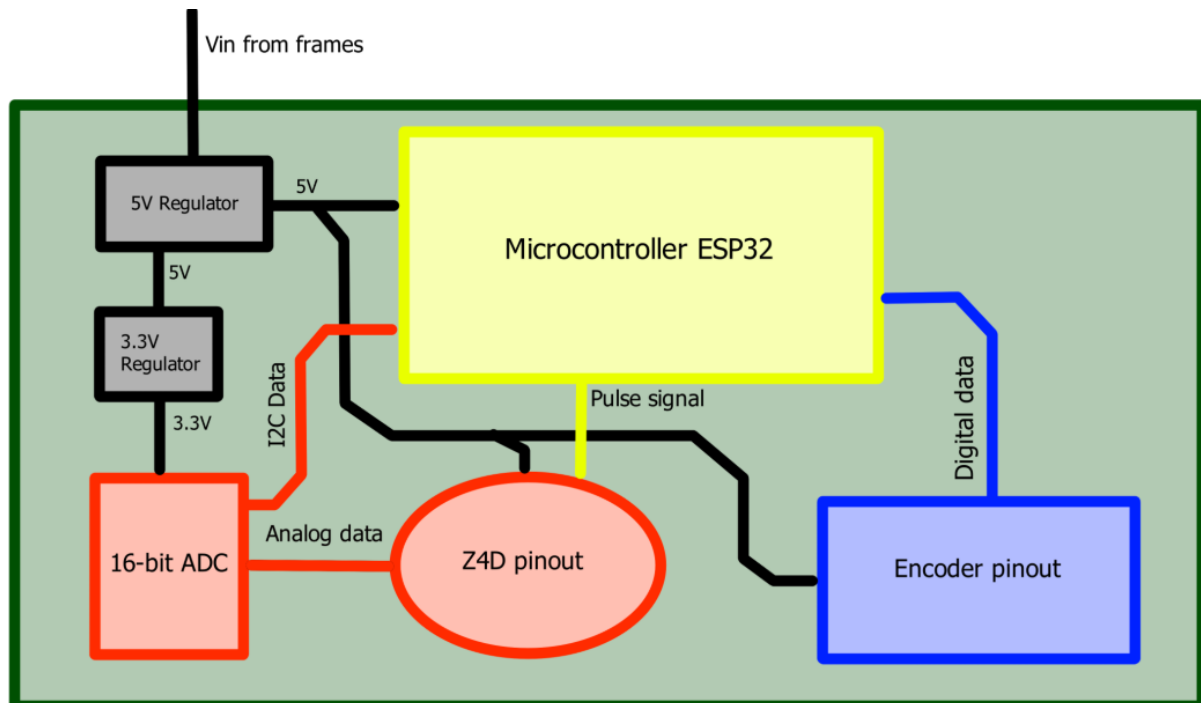 Vin from frames
5V Regulator
5V
Microcontroller ESP32
5V
3.3V
Regulator
3.3V
I2C Data
Pulse signal
Digital data
16-bit ADC
Analog data
Z4D pinout
Encoder pinout